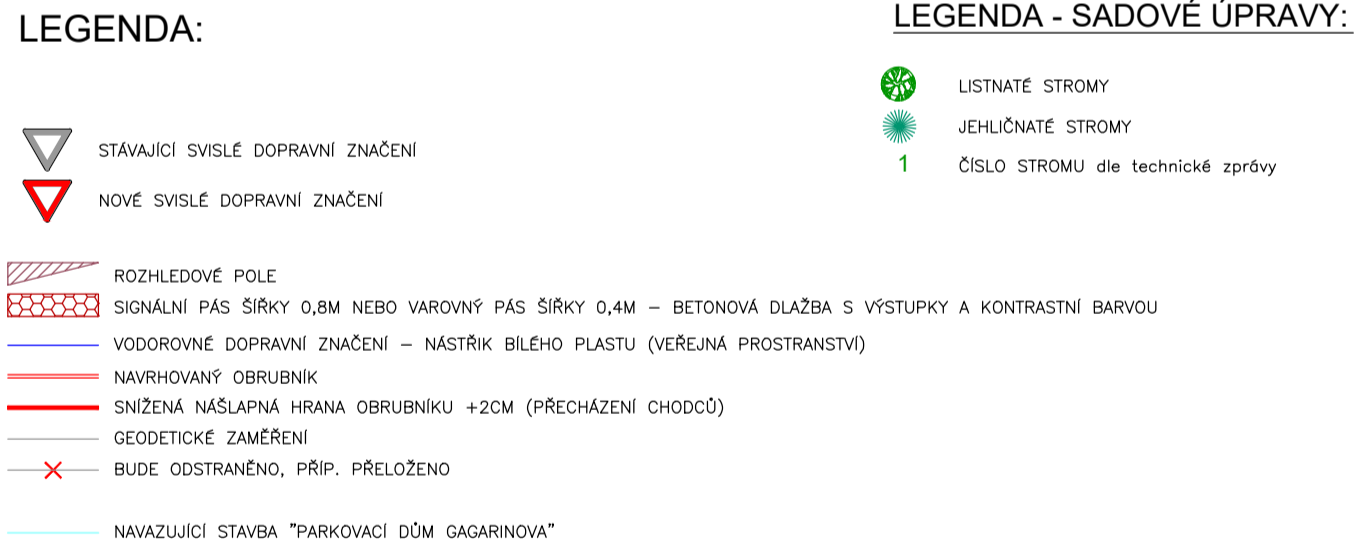 LEGENDA:
STÁVAJÍCÍ SVISLÉ DOPRAVNÍ ZNAČENÍ
NOVÉ SVISLÉ DOPRAVNÍ ZNAČENÍ
ROZHLEDOVÉ POLE
SIGNÁLNÍ PÁS ŠÍŘKY 0,8M NEBO VAROVNÝ PÁS ŠÍŘKY 0,4M – BETONOVÁ DLAŽBA S VÝSTUPKY A KONTRASTNÍ BARVOU
VODOROVNÉ DOPRAVNÍ ZNAČENÍ – NÁSTŘIK BÍLÉHO PLASTU (VEŘEJNÁ PROSTRANSTVÍ)
NAVRHOVANÝ OBRUBNÍK
SNÍŽENÁ NÁŠLAPNÁ HRANA OBRUBNÍKU +2CM (PŘECHÁZENÍ CHODCŮ)
GEODETICKÉ ZAMĚŘENÍ
BUDE ODSTRANĚNO, PŘÍP. PŘELOŽENO
NAVAZUJÍCÍ STAVBA "PARKOVACÍ DŮM GAGARINOVA"
LEGENDA - SADOVÉ ÚPRAVY:
LISTNATÉ STROMY
JEHLIČNATÉ STROMY
1 ČÍSLO STROMU dle technické zprávy